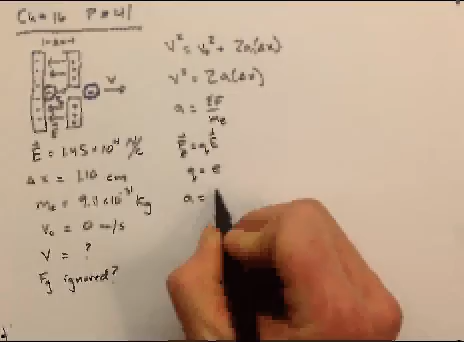 Ch # 16 P # 41
V
E
E = 1.45 × 10⁴ N/C
Δx = 1.10 cm
mₑ = 9.11 × 10⁻³¹ kg
V₀ = 0 m/s
V = ?
Fg ignored?
V² = V₀² + 2a(Δx)
V² = 2a(Δx)
a = ΣF/mₑ
q = e
a =